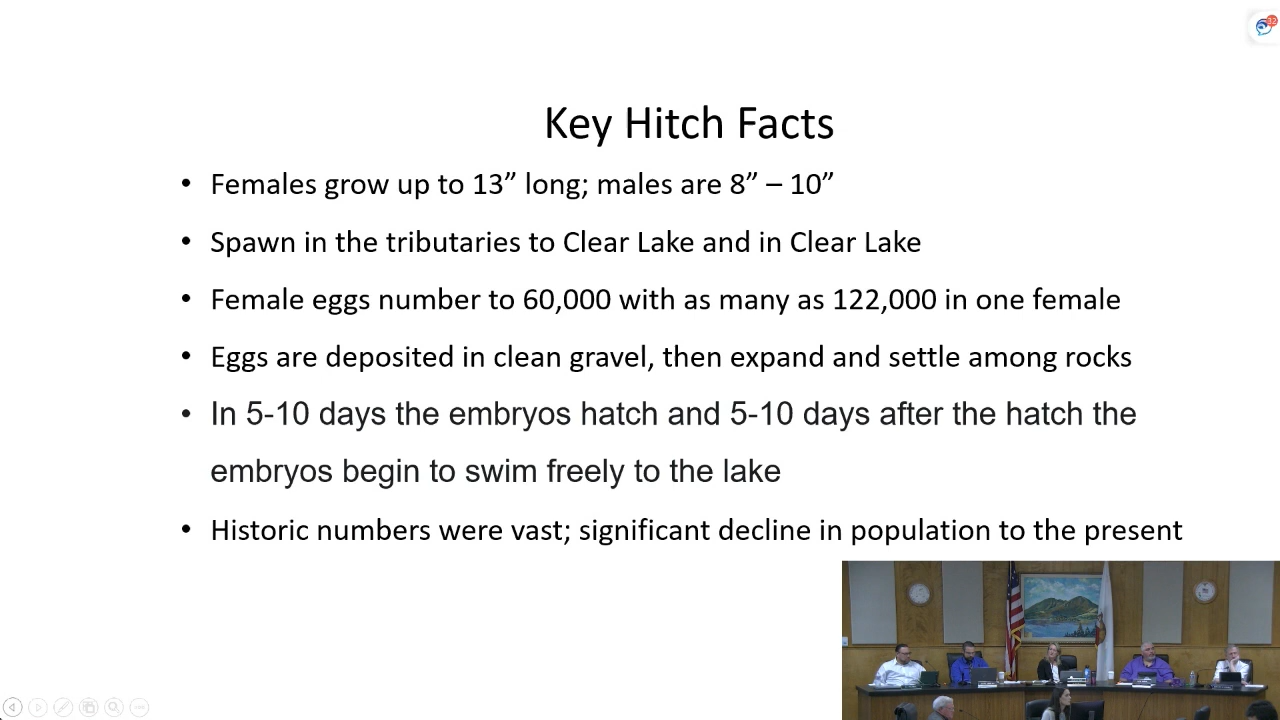 32
Key Hitch Facts
• Females grow up to 13” long; males are 8” – 10”
• Spawn in the tributaries to Clear Lake and in Clear Lake
• Female eggs number to 60,000 with as many as 122,000 in one female
• Eggs are deposited in clean gravel, then expand and settle among rocks
• In 5-10 days the embryos hatch and 5-10 days after the hatch the
embryos begin to swim freely to the lake
• Historic numbers were vast; significant decline in population to the present